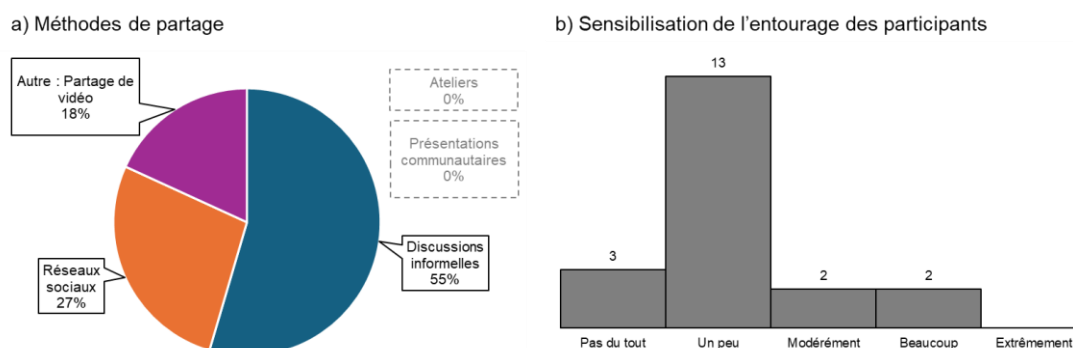 a) Méthodes de partage
Autre : Partage de
vidéo
18%
Ateliers
0%
Présentations
communautaires
0%
Discussions
informelles
55%
Réseaux
sociaux
27%
b) Sensibilisation de l'entourage des participants
3
13
2
2
Pas du tout
Un peu
Modérément
Beaucoup
Extrêmement